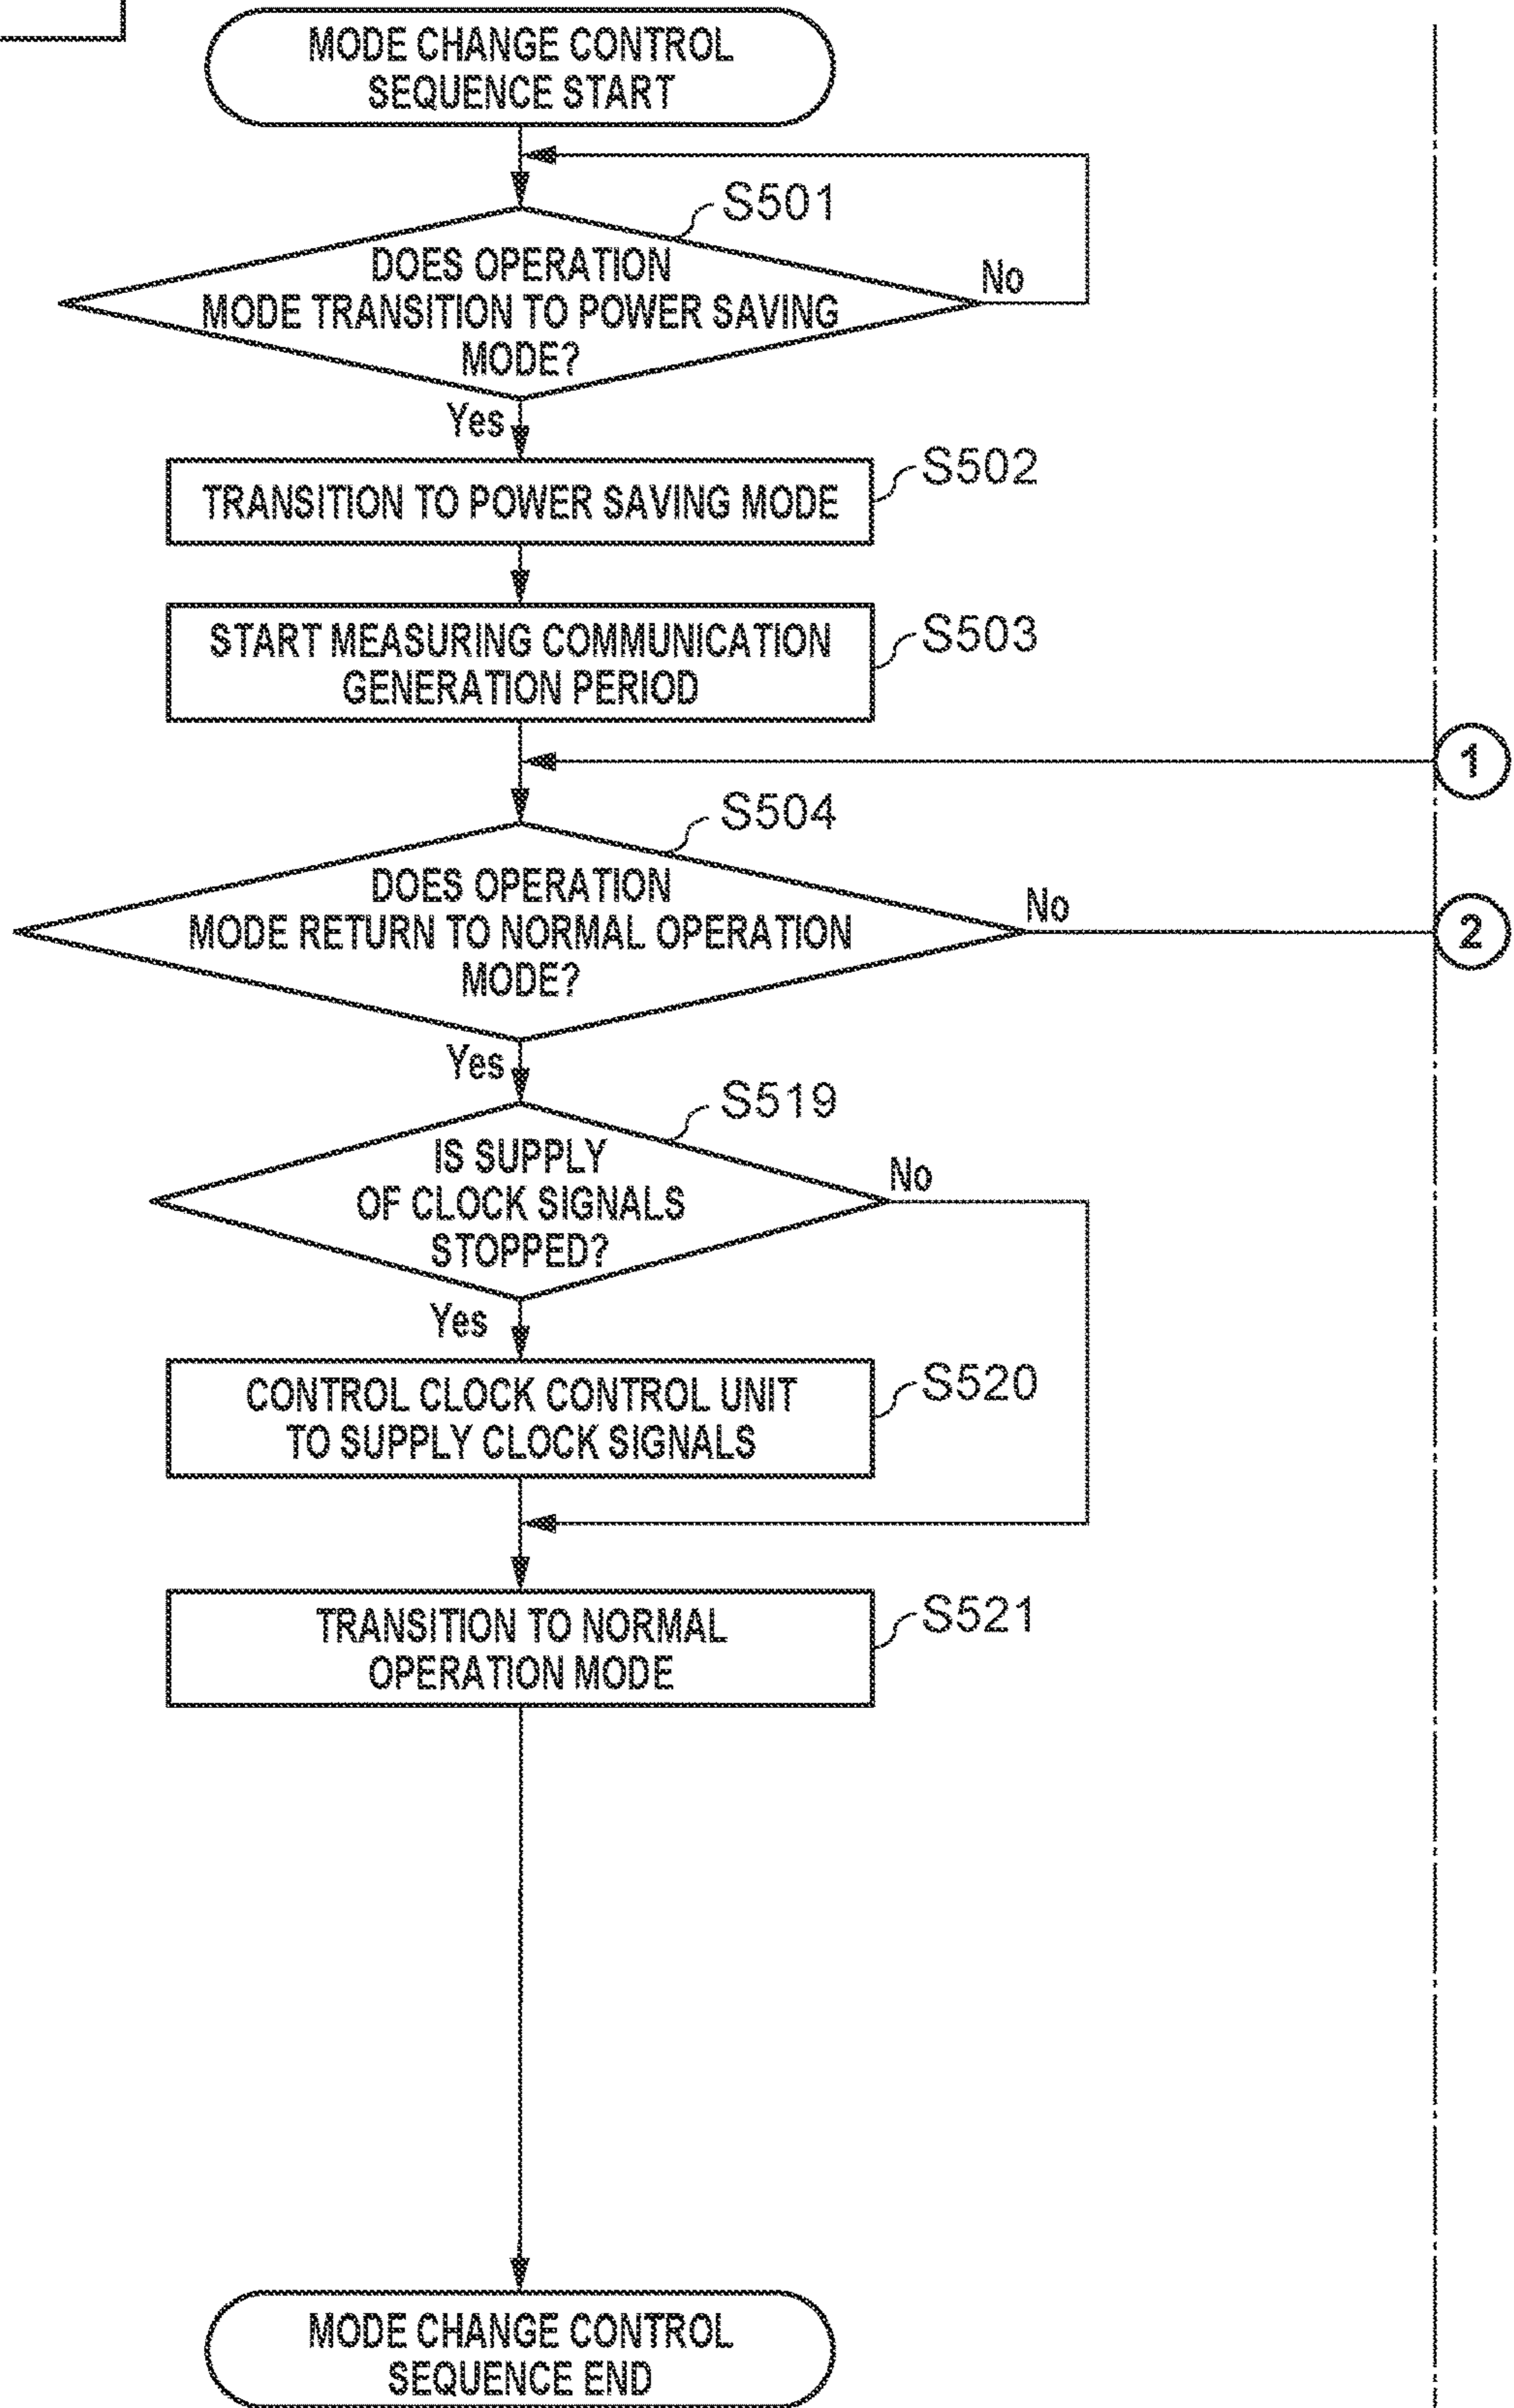 MODE CHANGE CONTROL
SEQUENCE START
S501
DOES OPERATION
MODE TRANSITION TO POWER SAVING
MODE?
No
Yes
S502
TRANSITION TO POWER SAVING MODE
S503
START MEASURING COMMUNICATION
GENERATION PERIOD
1
S504
DOES OPERATION
MODE RETURN TO NORMAL OPERATION
MODE?
No
2
Yes
S519
IS SUPPLY
OF CLOCK SIGNALS
STOPPED?
No
Yes
S520
CONTROL CLOCK CONTROL UNIT
TO SUPPLY CLOCK SIGNALS
S521
TRANSITION TO NORMAL
OPERATION MODE
MODE CHANGE CONTROL
SEQUENCE END